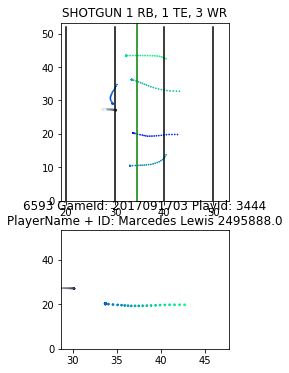 SHOTGUN 1 RB, 1 TE, 3 WR
50
40
30
20
10
0
20 30 40 50
6593 GameId: 2017091703 PlayId: 3444
PlayerName + ID: Marcedes Lewis 2495888.0
40
20
0
30 35 40 45